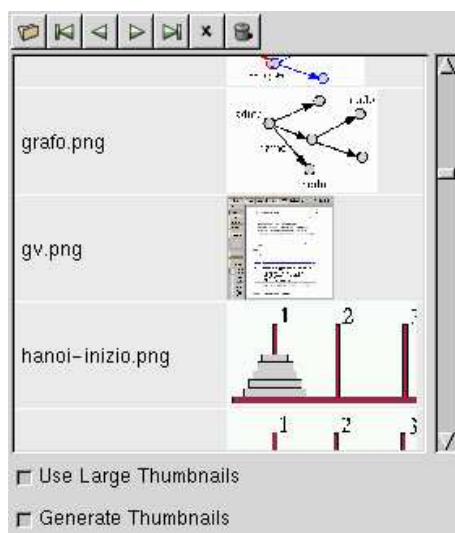 grafo.png
gv.png
hanoi-inizio.png
1 2 3
1 2 3
Use Large Thumbnails
Generate Thumbnails